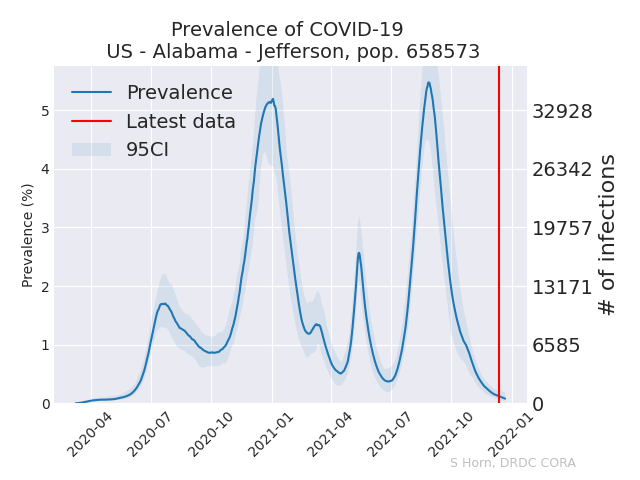 Prevalence of COVID-19
US - Alabama - Jefferson, pop. 658573
Prevalence
Latest data
95CI
Prevalence (%)
5
4
3
2
1
0
32928
26342
19757
13171
6585
0
# of infections
2020-04
2020-07
2020-10
2021-01
2021-04
2021-07
2021-10
2022-01
S Horn, DRDC CORA